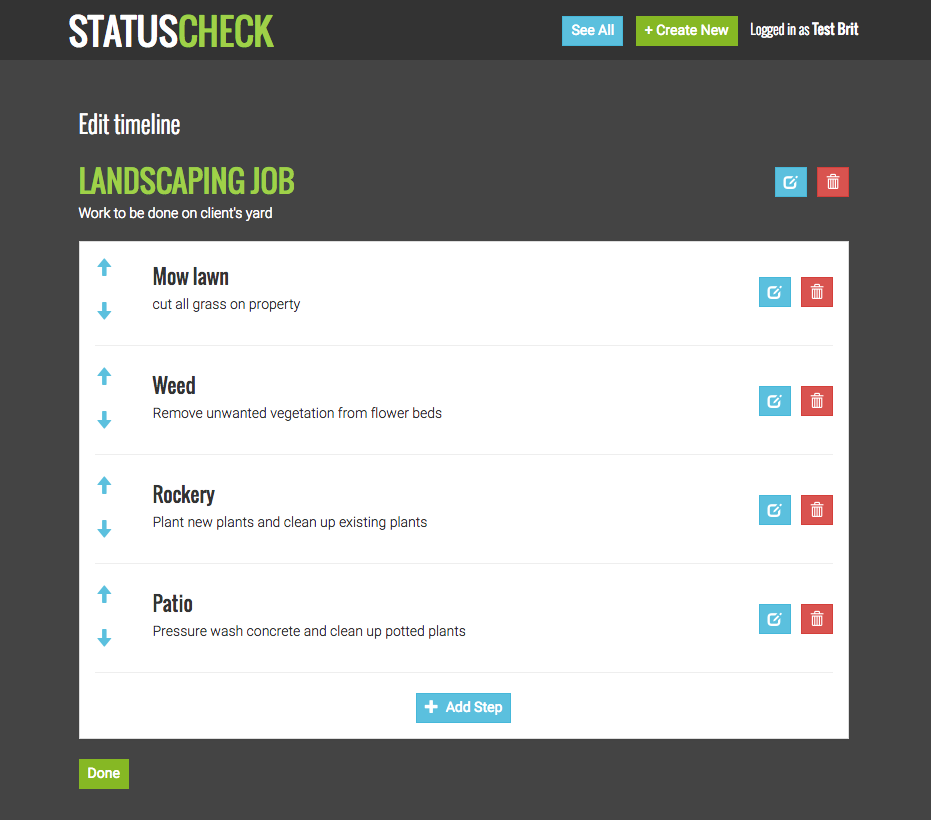 STATUSCHECK
See All
+ Create New
Logged in as Test Brit
Edit timeline
LANDSCAPING JOB
Work to be done on client's yard
Mow lawn
cut all grass on property
Weed
Remove unwanted vegetation from flower beds
Rockery
Plant new plants and clean up existing plants
Patio
Pressure wash concrete and clean up potted plants
Add Step
Done